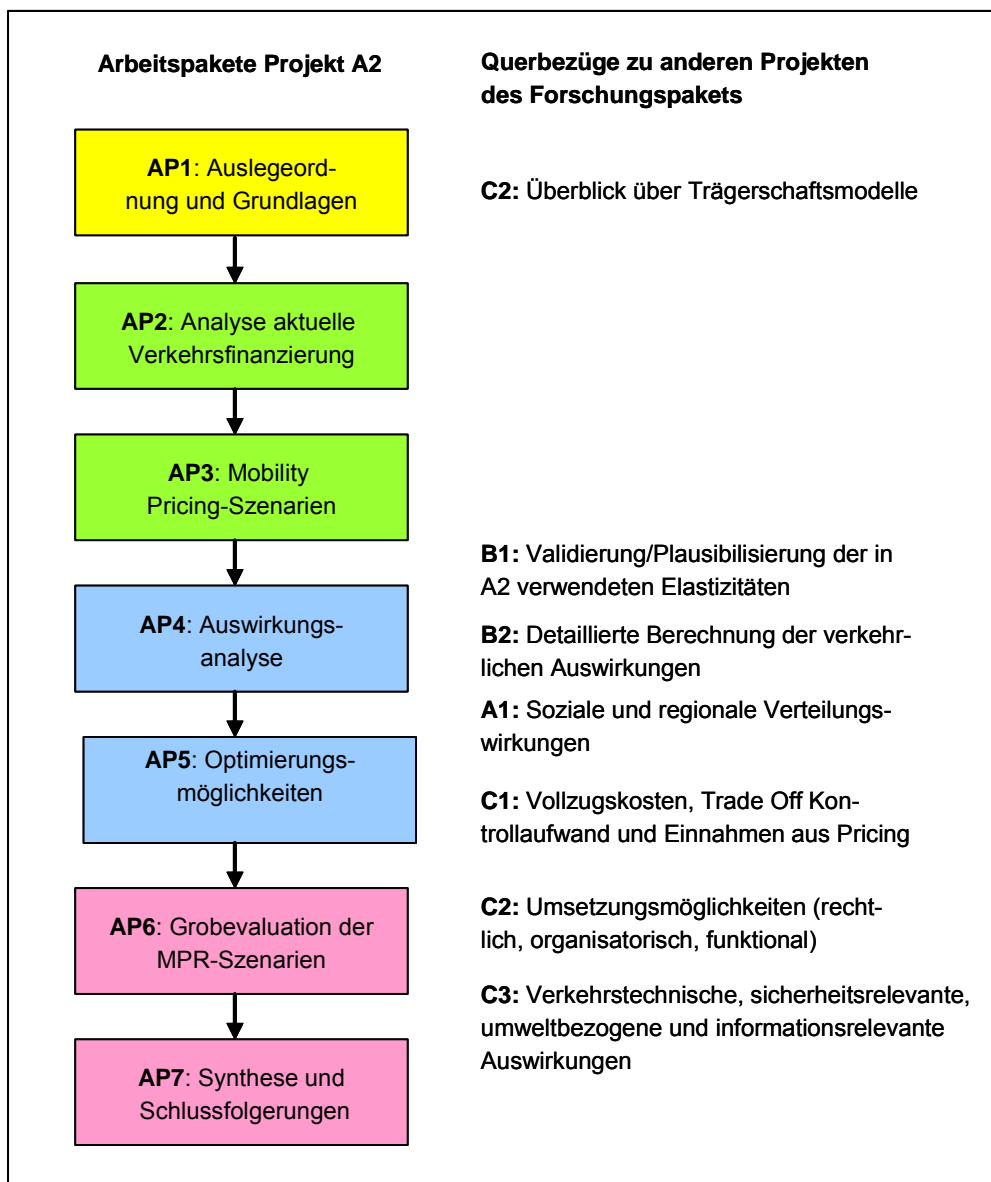 Arbeitspakete Projekt A2
Querbezüge zu anderen Projekten
des Forschungspakets
AP1: Auslegeord-
nung und Grundlagen
C2: Überblick über Trägerschaftsmodelle
AP2: Analyse aktuelle
Verkehrsfinanzierung
AP3: Mobility
Pricing-Szenarien
B1: Validierung/Plausibilisierung der in
A2 verwendeten Elastizitäten
AP4: Auswirkungs-
analyse
B2: Detaillierte Berechnung der verkehr-
lichen Auswirkungen
A1: Soziale und regionale Verteilungs-
wirkungen
AP5: Optimierungs-
möglichkeiten
C1: Vollzugskosten, Trade Off Kon-
trollaufwand und Einnahmen aus Pricing
AP6: Grobevaluation der
MPR-Szenarien
C2: Umsetzungsmöglichkeiten (recht-
lich, organisatorisch, funktional)
C3: Verkehrstechnische, sicherheitsrelevante,
umweltbezogene und informationsrelevante
Auswirkungen
AP7: Synthese und
Schlussfolgerungen